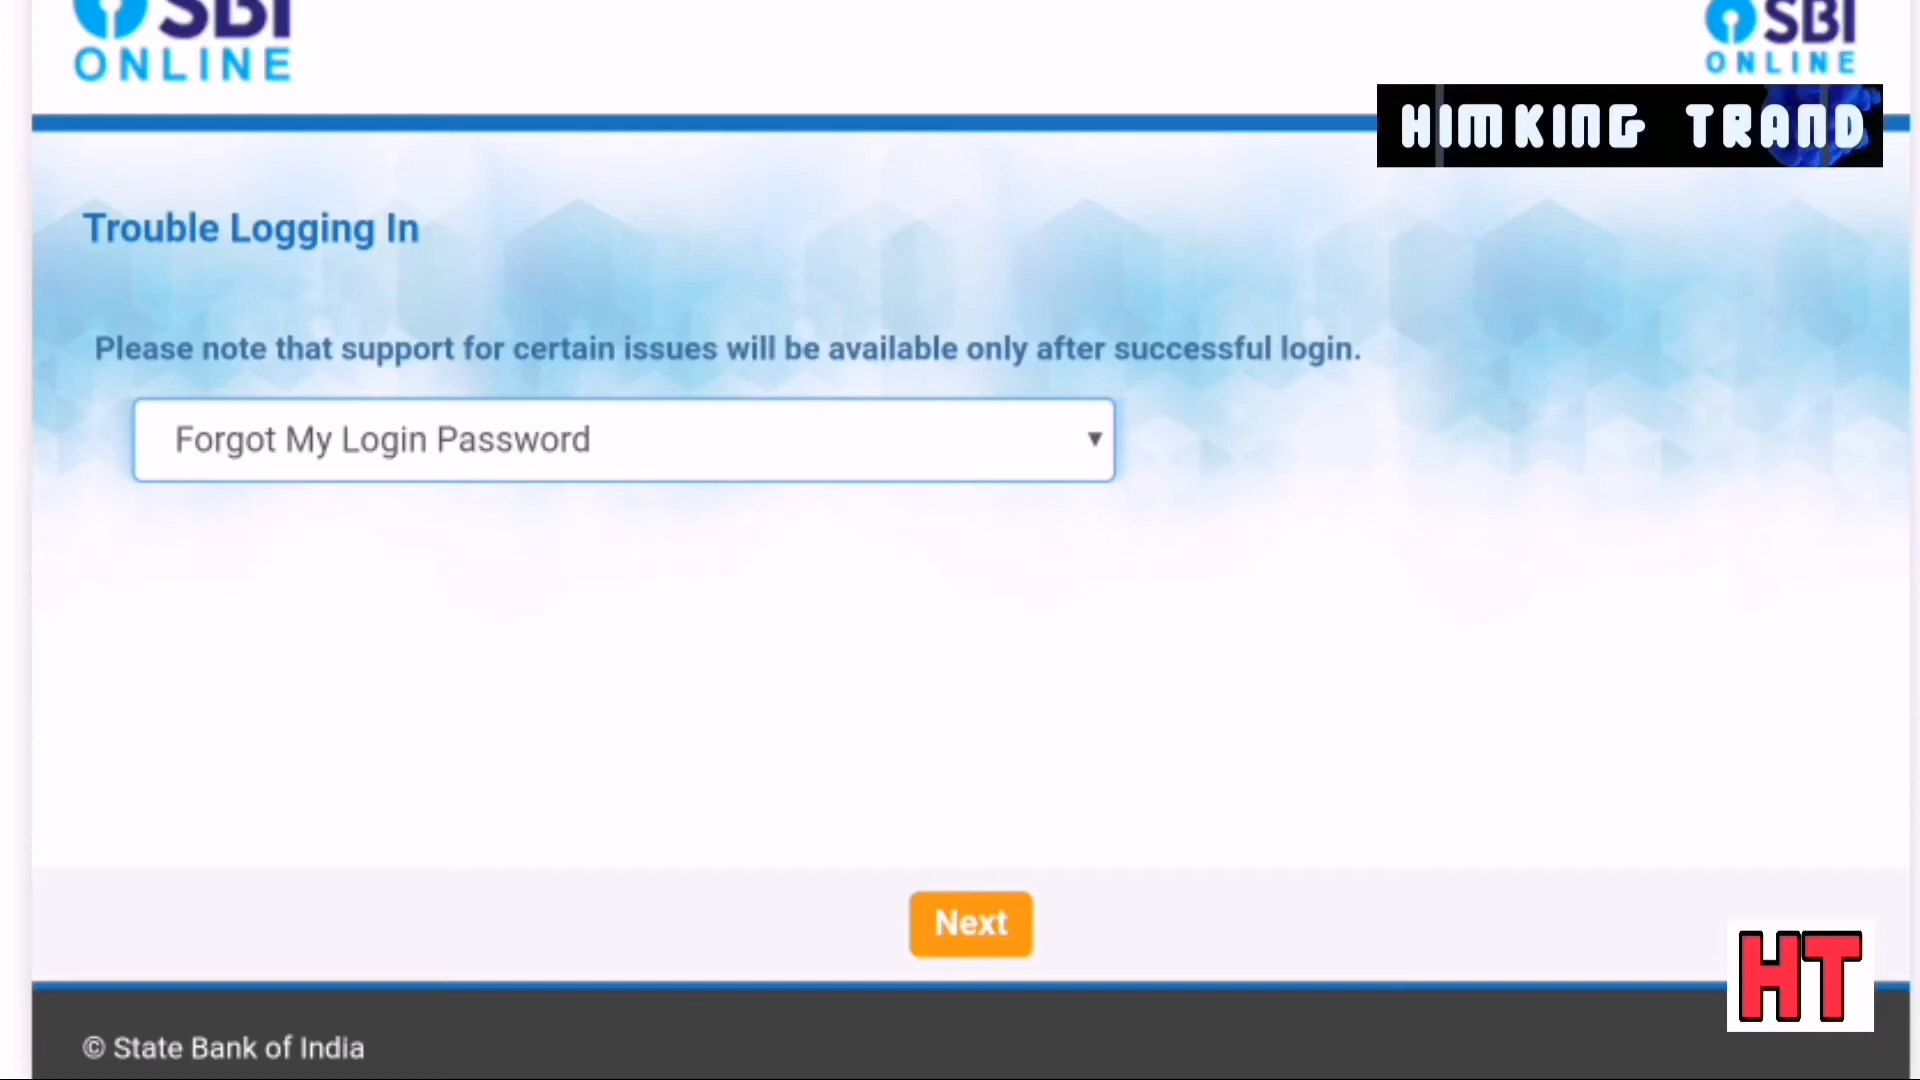 SBI
ONLINE
SBI
ONLINE
HIMKING TRAND
Trouble Logging In
Please note that support for certain issues will be available only after successful login.
Forgot My Login Password
Next
HT
© State Bank of India